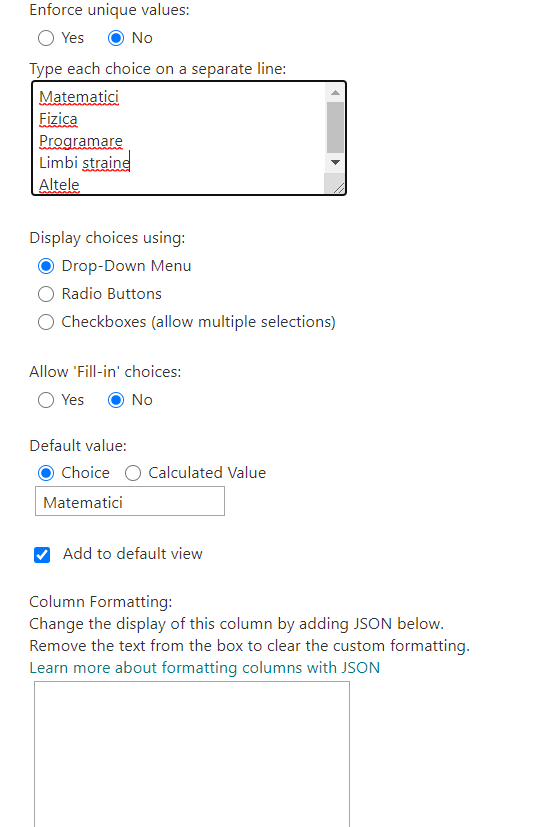 Enforce unique values:
Yes No
Type each choice on a separate line:
Matematici
Fizica
Programare
Limbi straine
Altele
Display choices using:
Drop-Down Menu
Radio Buttons
Checkboxes (allow multiple selections)
Allow 'Fill-in' choices:
Yes No
Default value:
Choice Calculated Value
Matematici
Add to default view
Column Formatting:
Change the display of this column by adding JSON below.
Remove the text from the box to clear the custom formatting.
Learn more about formatting columns with JSON